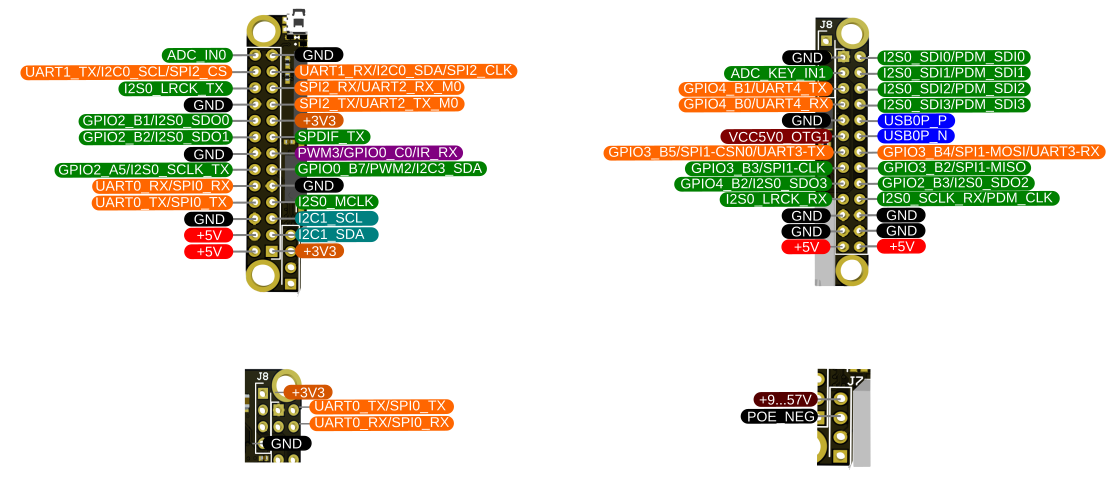 J8
ADC_IN0 GND
UART1_TX/I2C0_SCL/SPI2_CS UART1_RX/I2C0_SDA/SPI2_CLK
I2S0_LRCK_TX SPI2_RX/UART2_RX_M0
GND SPI2_TX/UART2_TX_M0
GPIO2_B1/I2S0_SDO0 +3V3
GPIO2_B2/I2S0_SDO1 SPDIF_TX
GND PWM3/GPIO0_C0/IR_RX
GPIO2_A5/I2S0_SCLK_TX GPIO0_B7/PWM2/I2C3_SDA
UART0_RX/SPI0_RX GND
UART0_TX/SPI0_TX I2S0_MCLK
GND I2C1_SCL
+5V I2C1_SDA
+5V +3V3
GND I2S0_SDI0/PDM_SDI0
ADC_KEY_IN1 I2S0_SDI1/PDM_SDI1
GPIO4_B1/UART4_TX I2S0_SDI2/PDM_SDI2
GPIO4_B0/UART4_RX I2S0_SDI3/PDM_SDI3
GND USB0P_P
VCC5V0_OTG1 USB0P_N
GPIO3_B5/SPI1-CSN0/UART3-TX GPIO3_B4/SPI1-MOSI/UART3-RX
GPIO3_B3/SPI1-CLK GPIO3_B2/SPI1-MISO
GPIO4_B2/I2S0_SDO3 GPIO2_B3/I2S0_SDO2
I2S0_LRCK_RX I2S0_SCLK_RX/PDM_CLK
GND GND
GND GND
+5V +5V
J8
+3V3
UART0_TX/SPI0_TX
UART0_RX/SPI0_RX
GND
J7
+9...57V
POE_NEG